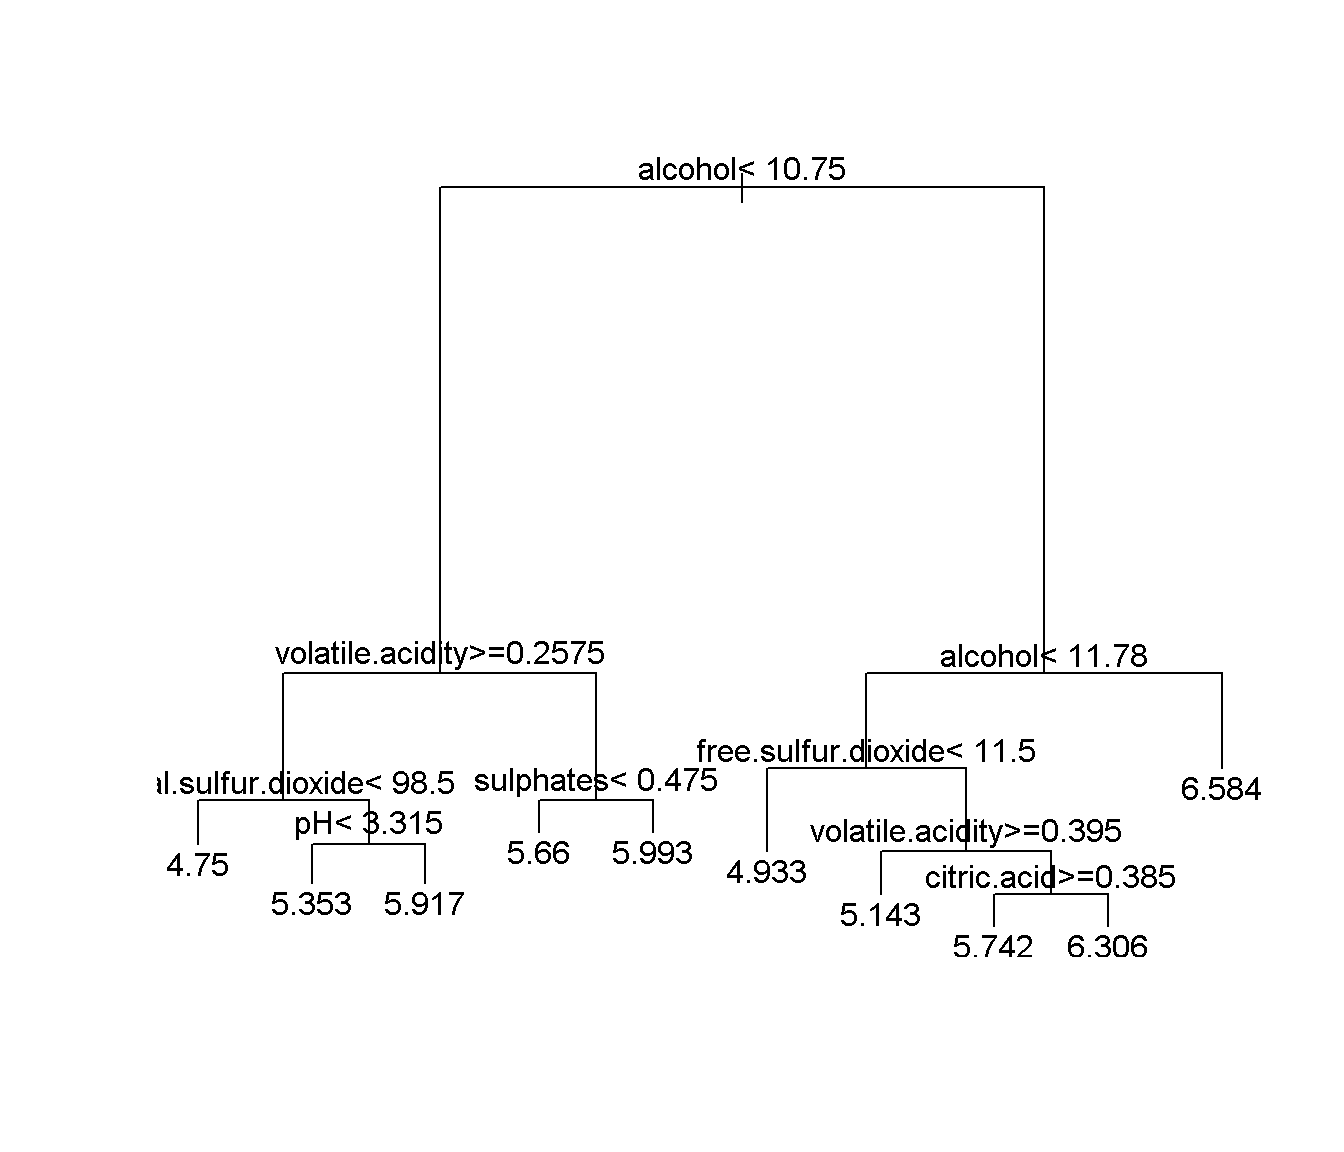 alcohol< 10.75
volatile.acidity>=0.2575
alcohol< 11.78
free.sulfur.dioxide< 11.5
al.sulfur.dioxide< 98.5
sulphates< 0.475
6.584
pH< 3.315
volatile.acidity>=0.395
4.75
5.66
5.993
4.933
citric.acid>=0.385
5.353
5.917
5.143
5.742
6.306